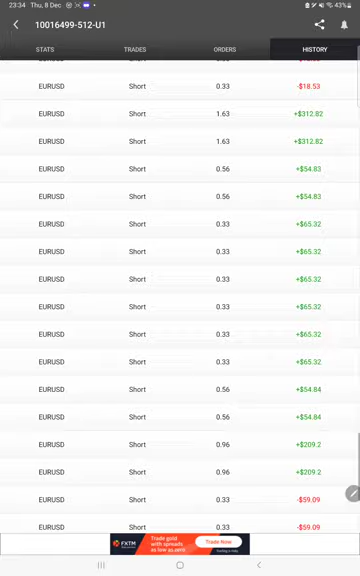 23:34 Thu, 8 Dec 43%
10016499-512-U1
STATS TRADES ORDERS HISTORY
EURUSD Short 0.33 -$18.53
EURUSD Short 1.63 +$312.82
EURUSD Short 1.63 +$312.82
EURUSD Short 0.56 +$54.83
EURUSD Short 0.56 +$54.83
EURUSD Short 0.33 +$65.32
EURUSD Short 0.33 +$65.32
EURUSD Short 0.33 +$65.32
EURUSD Short 0.33 +$65.32
EURUSD Short 0.33 +$65.32
EURUSD Short 0.33 +$65.32
EURUSD Short 0.56 +$54.84
EURUSD Short 0.56 +$54.84
EURUSD Short 0.96 +$209.2
EURUSD Short 0.96 +$209.2
EURUSD Short 0.33 -$59.09
EURUSD Short 0.33 -$59.09
FXTM Trade gold with spreads as low as zero Trade Now
Trading is risky